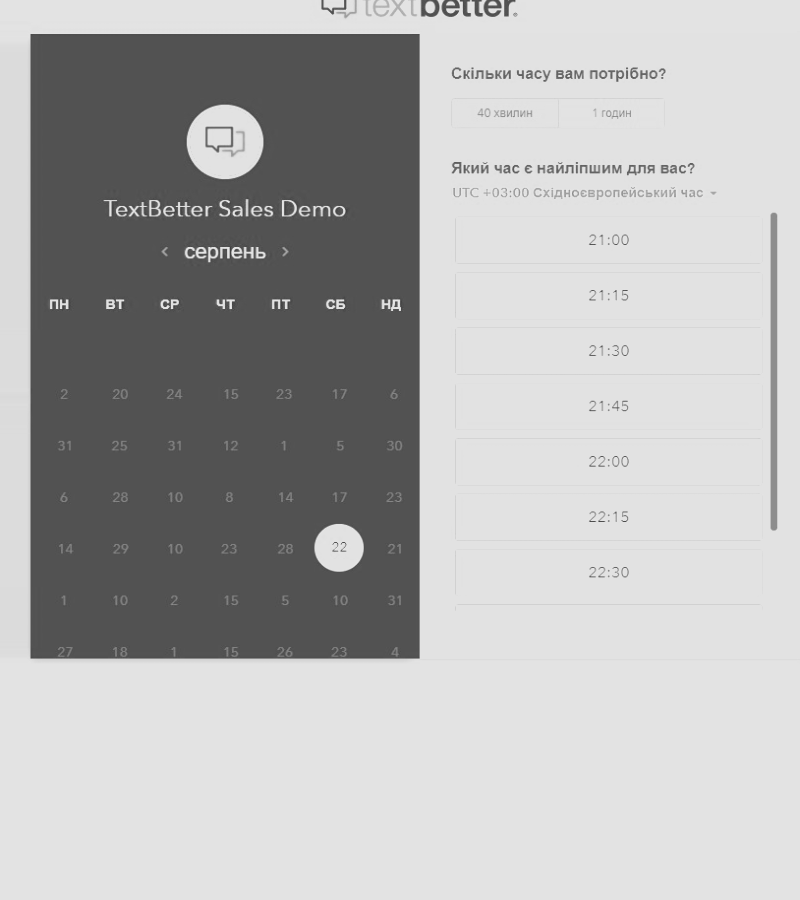 textbetter®
TextBetter Sales Demo
‹ серпень ›
ПН ВТ СР ЧТ ПТ СБ НД
2 20 24 15 23 17 6
31 25 31 12 1 5 30
6 28 10 8 14 17 23
14 29 10 23 28 22 21
1 10 2 15 5 10 31
27 18 1 15 26 23 4
Скільки часу вам потрібно?
40 хвилин 1 годин
Який час є найліпшим для вас?
UTC +03:00 Східноєвропейський час
21:00
21:15
21:30
21:45
22:00
22:15
22:30